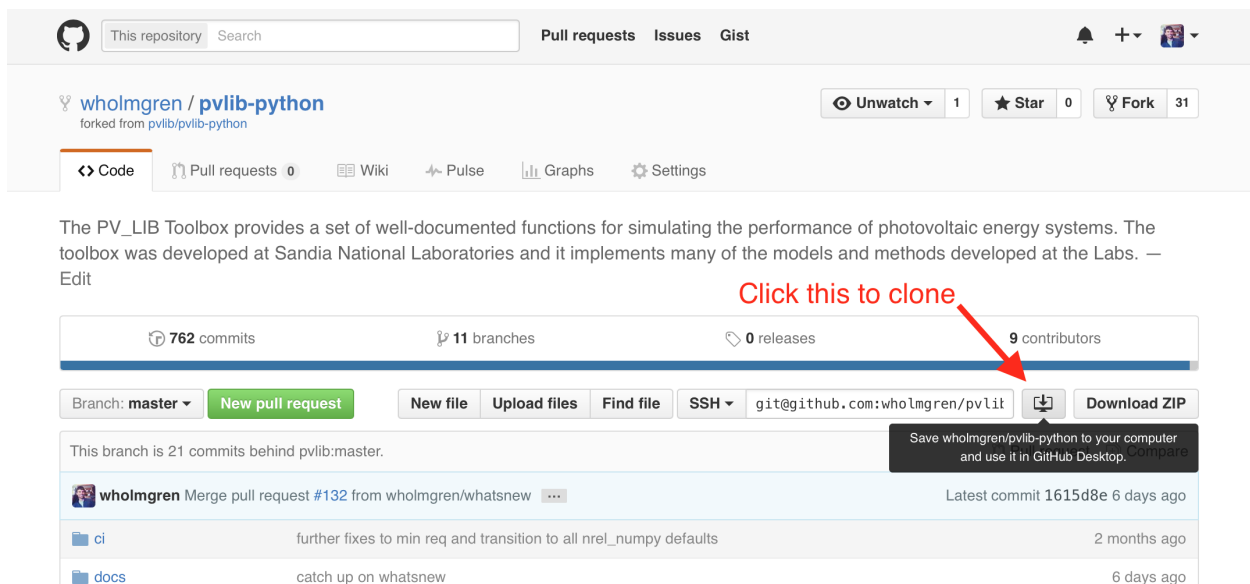 This repository Search Pull requests Issues Gist
wholmgren / pvlib-python Unwatch 1 Star 0 Fork 31
forked from pvlib/pvlib-python
Code Pull requests 0 Wiki Pulse Graphs Settings
The PV_LIB Toolbox provides a set of well-documented functions for simulating the performance of photovoltaic energy systems. The
toolbox was developed at Sandia National Laboratories and it implements many of the models and methods developed at the Labs. —
Edit
Click this to clone
762 commits 11 branches 0 releases 9 contributors
Branch: master New pull request New file Upload files Find file SSH git@github.com:wholmgren/pvlib Download ZIP
Save wholmgren/pvlib-python to your computer
and use it in GitHub Desktop.
This branch is 21 commits behind pvlib:master. Pull request Compare
wholmgren Merge pull request #132 from wholmgren/whatsnew ... Latest commit 1615d8e 6 days ago
ci further fixes to min req and transition to all nrel_numpy defaults 2 months ago
docs catch up on whatsnew 6 days ago